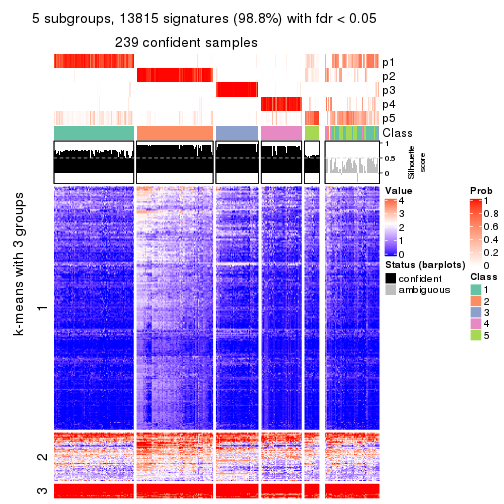 5 subgroups, 13815 signatures (98.8%) with fdr < 0.05
239 confident samples
p1
p2
p3
p4
p5
Class
1
0.5
0
Silhouette
score
k-means with 3 groups
1
2
3
Value
4
3
2
1
0
Status (barplots)
confident
ambiguous
Prob
1
0.8
0.6
0.4
0.2
0
Class
1
2
3
4
5